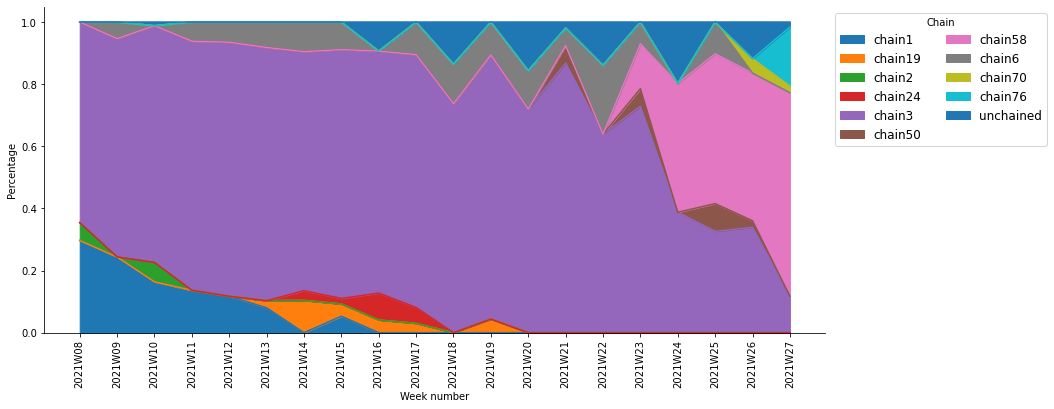 Chain
chain1
chain19
chain2
chain24
chain3
chain50
chain58
chain6
chain70
chain76
unchained
Percentage
1.0
0.8
0.6
0.4
0.2
0.0
2021W08
2021W09
2021W10
2021W11
2021W12
2021W13
2021W14
2021W15
2021W16
2021W17
2021W18
2021W19
2021W20
2021W21
2021W22
2021W23
2021W24
2021W25
2021W26
2021W27
Week number